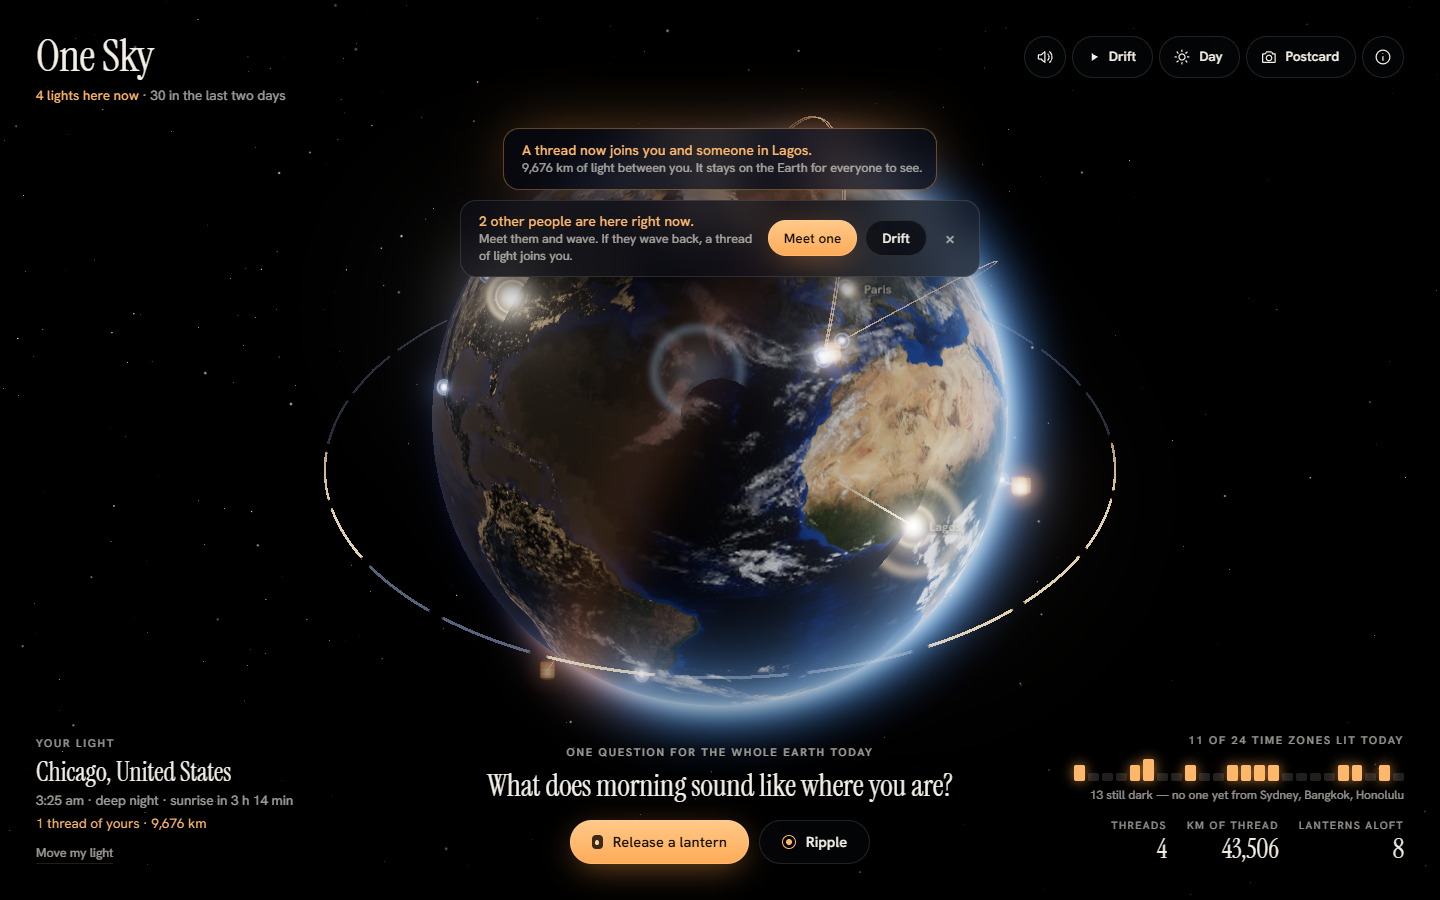 One Sky
4 lights here now · 30 in the last two days
Drift
Day
Postcard
A thread now joins you and someone in Lagos.
9,676 km of light between you. It stays on the Earth for everyone to see.
2 other people are here right now.
Meet them and wave. If they wave back, a thread
of light joins you.
Meet one
Drift
×
Paris
Lagos
YOUR LIGHT
Chicago, United States
3:25 am · deep night · sunrise in 3 h 14 min
1 thread of yours · 9,676 km
Move my light
ONE QUESTION FOR THE WHOLE EARTH TODAY
What does morning sound like where you are?
Release a lantern
Ripple
11 OF 24 TIME ZONES LIT TODAY
13 still dark — no one yet from Sydney, Bangkok, Honolulu
THREADS
4
KM OF THREAD
43,506
LANTERNS ALOFT
8